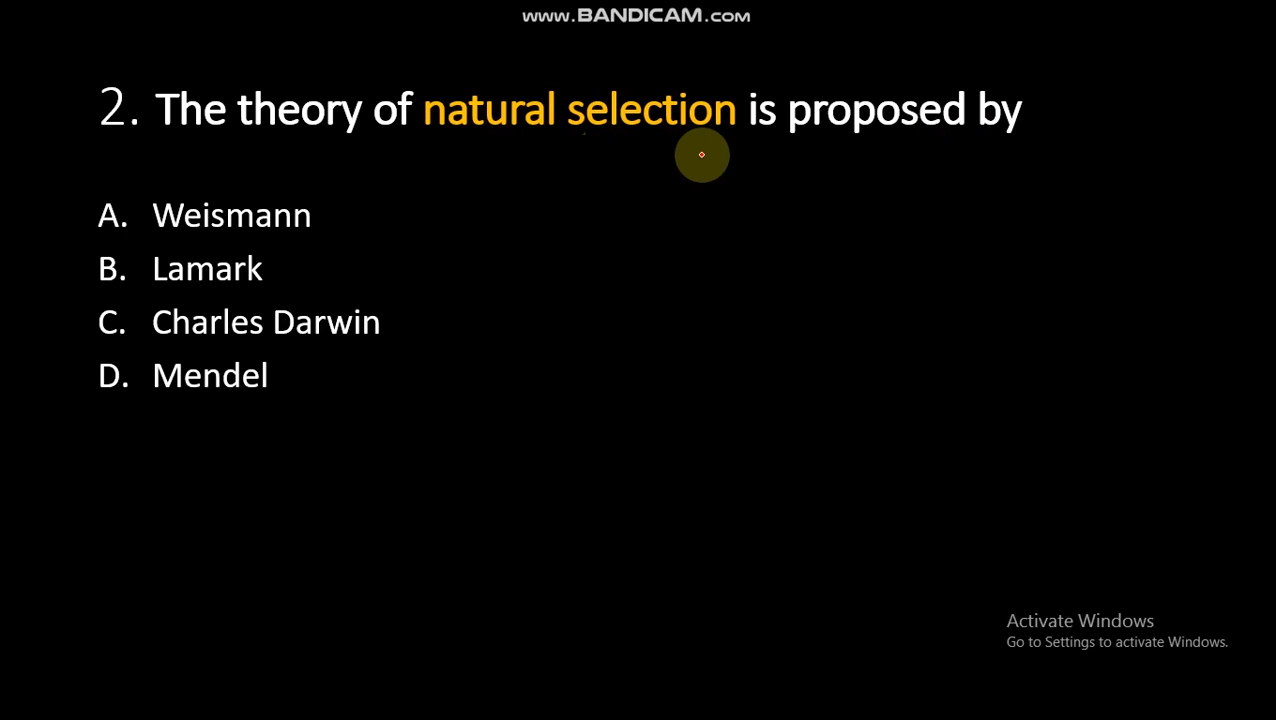 www.BANDICAM.com
2. The theory of natural selection is proposed by
A. Weismann
B. Lamark
C. Charles Darwin
D. Mendel
Activate Windows
Go to Settings to activate Windows.